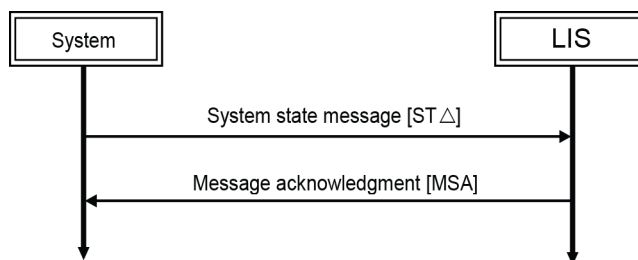 System
LIS
System state message [ST△]
Message acknowledgment [MSA]